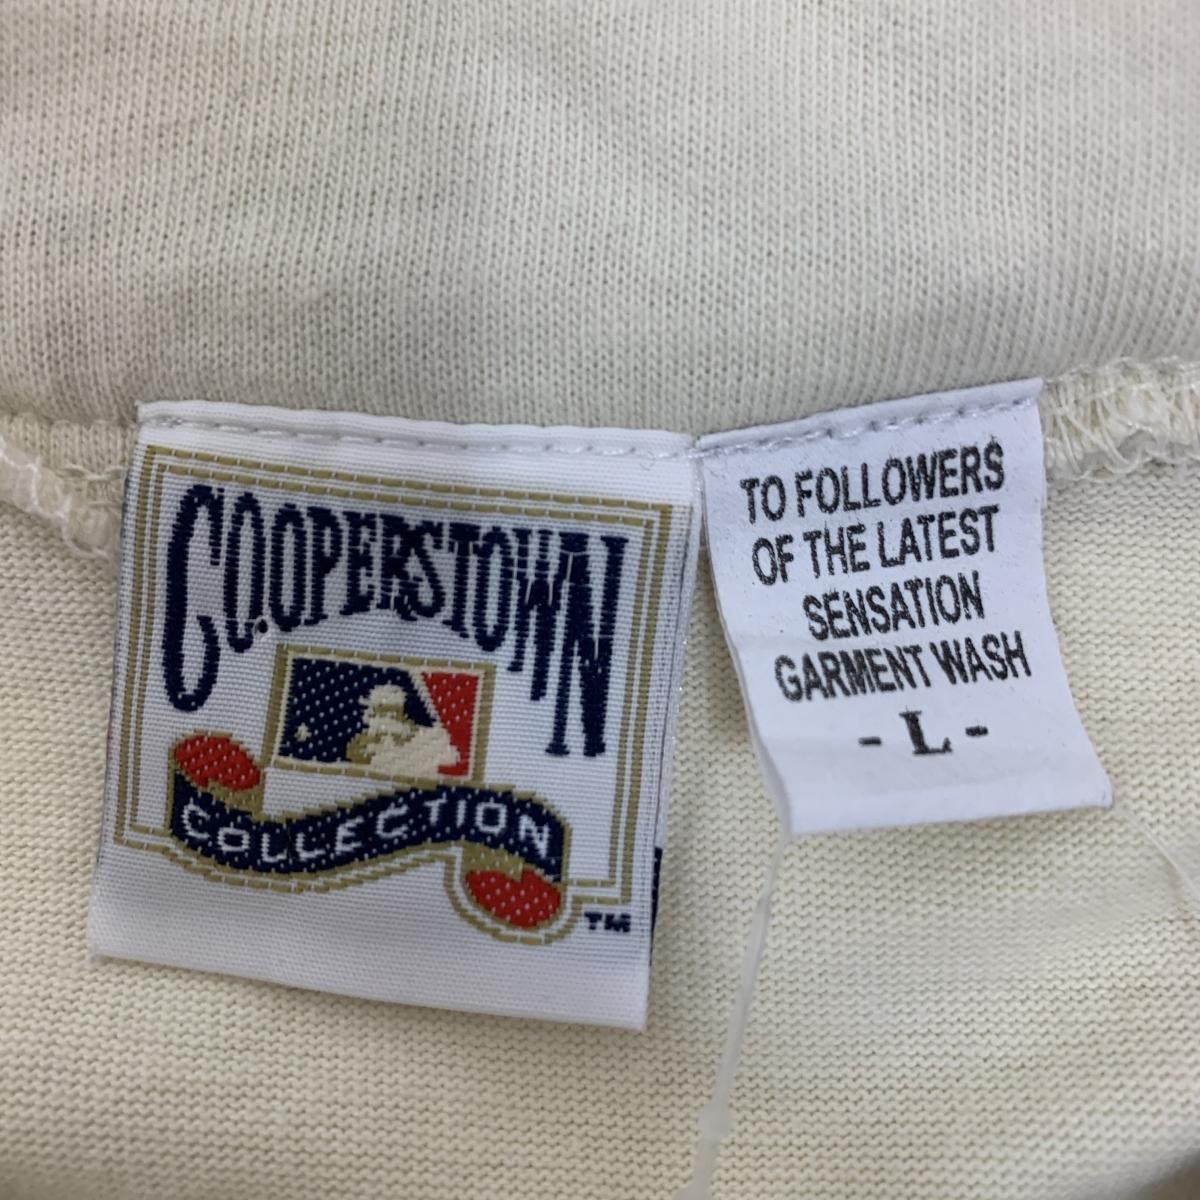 COOPERSTOWN
COLLECTION
TM
TO FOLLOWERS
OF THE LATEST
SENSATION
GARMENT WASH
- L -